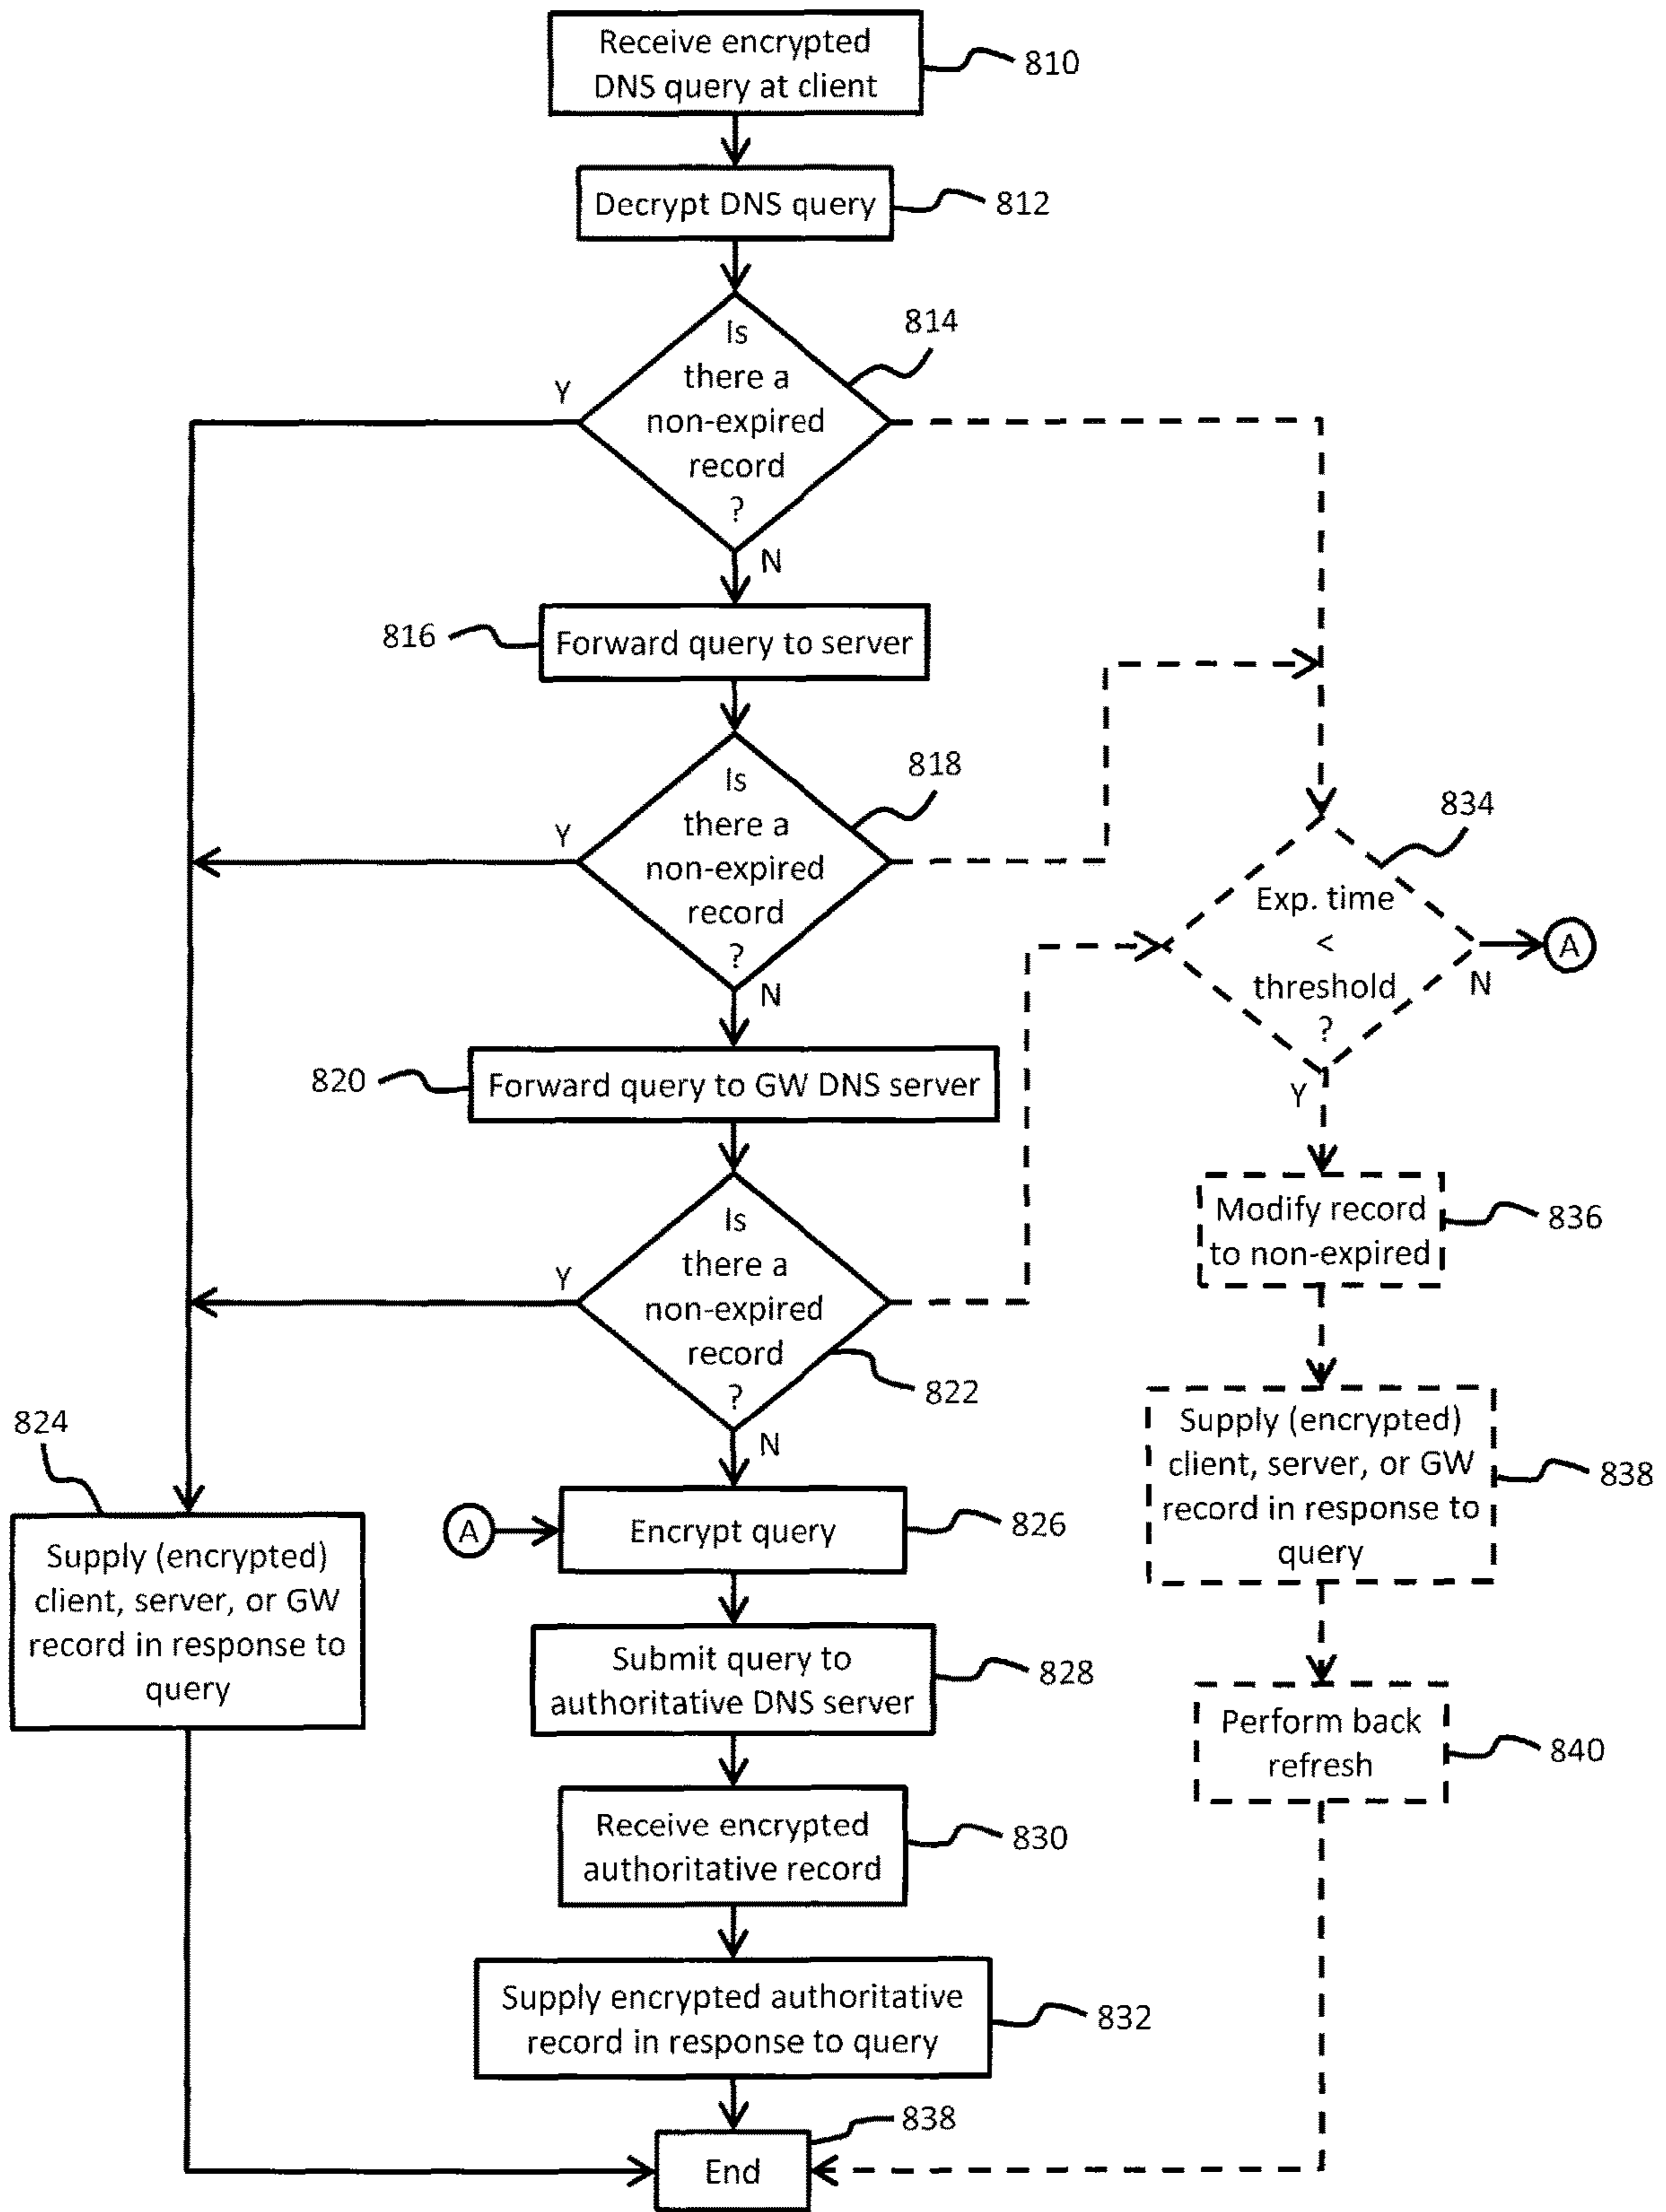 Receive encrypted
DNS query at client
810
Decrypt DNS query
812
Is
there a
non-expired
record
?
814
Y
N
816
Forward query to server
Is
there a
non-expired
record
?
818
Y
N
Exp. time
<
threshold
?
834
A
N
Y
820
Forward query to GW DNS server
Is
there a
non-expired
record
?
Y
822
N
Modify record
to non-expired
836
Supply (encrypted)
client, server, or GW
record in response to
query
838
824
Supply (encrypted)
client, server, or GW
record in response to
query
A
Encrypt query
826
Submit query to
authoritative DNS server
828
Perform back
refresh
840
Receive encrypted
authoritative record
830
Supply encrypted authoritative
record in response to query
832
838
End